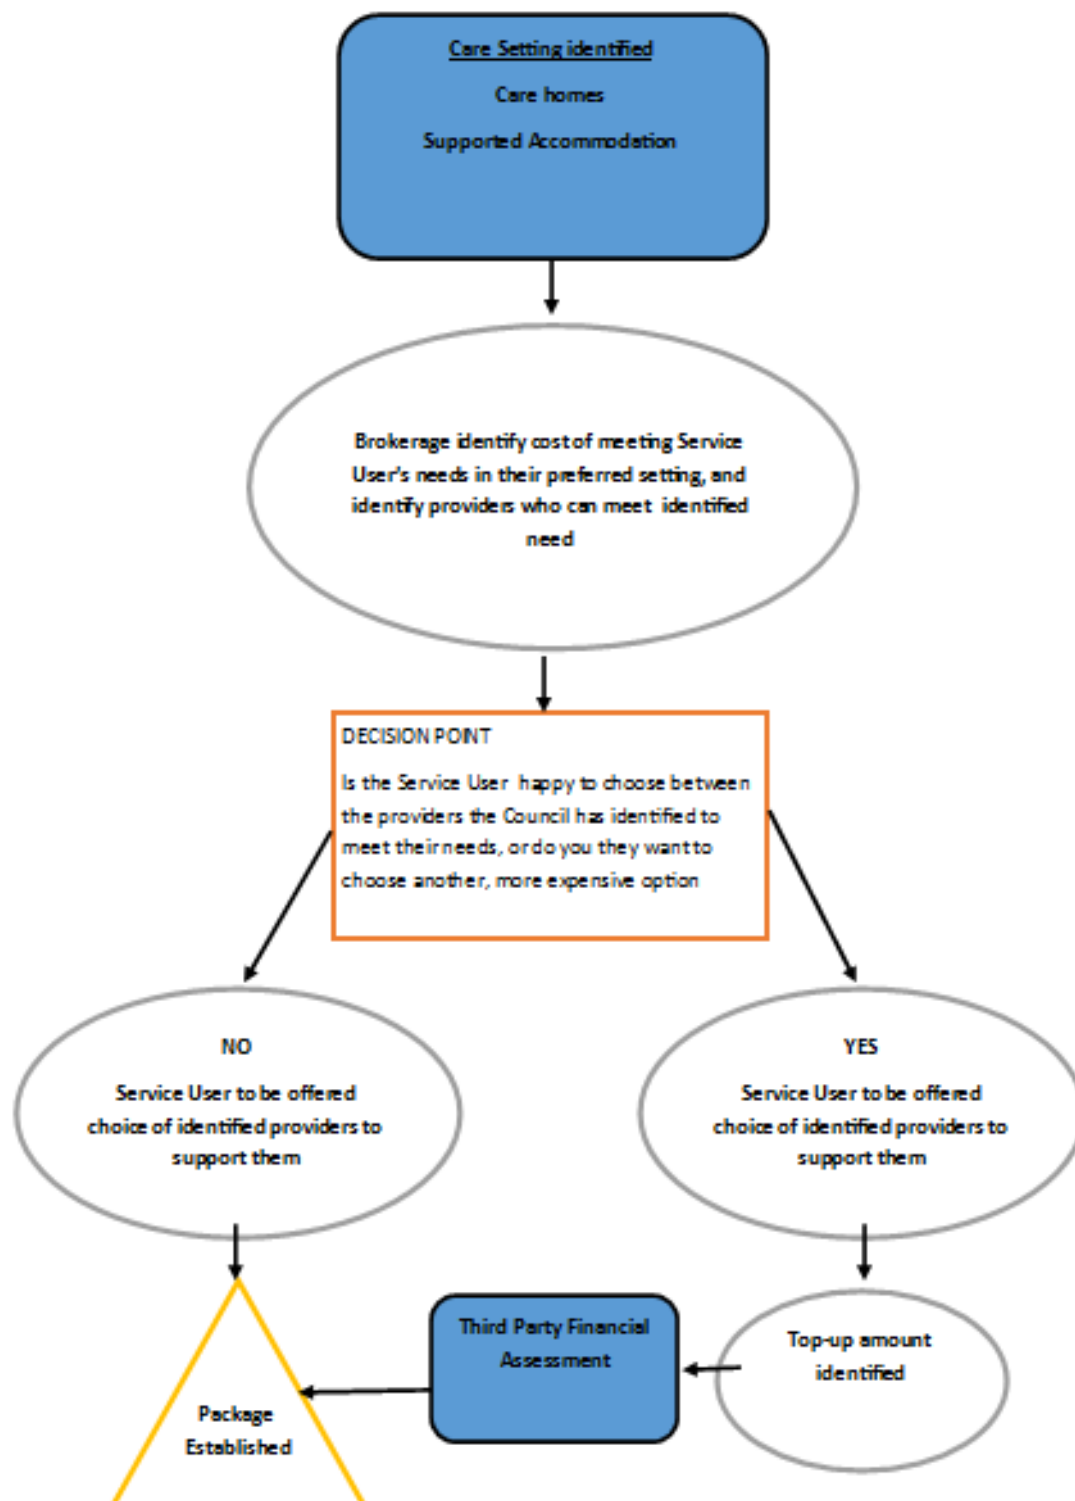 Care Setting identified
Care homes
Supported Accommodation
Brokerage identify cost of meeting Service
User's needs in their preferred setting, and
identify providers who can meet identified
need
DECISION POINT
Is the Service User happy to choose between
the providers the Council has identified to
meet their needs, or do you they want to
choose another, more expensive option
NO
Service User to be offered
choice of identified providers to
support them
YES
Service User to be offered
choice of identified providers to
support them
Third Party Financial
Assessment
Top-up amount
identified
Package
Established